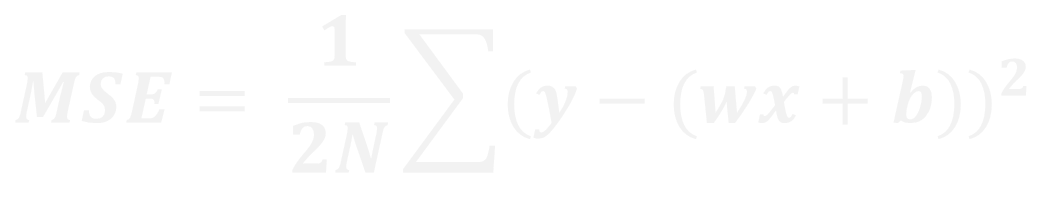 MSE = 1/2N ∑(y − (wx + b))²